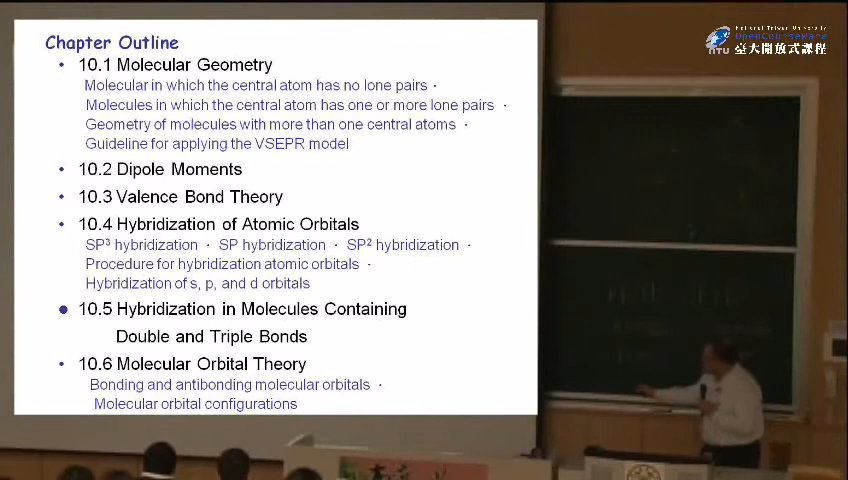 Chapter Outline
• 10.1 Molecular Geometry
Molecular in which the central atom has no lone pairs ·
Molecules in which the central atom has one or more lone pairs ·
Geometry of molecules with more than one central atoms ·
Guideline for applying the VSEPR model
• 10.2 Dipole Moments
• 10.3 Valence Bond Theory
• 10.4 Hybridization of Atomic Orbitals
SP³ hybridization · SP hybridization · SP² hybridization ·
Procedure for hybridization atomic orbitals ·
Hybridization of s, p, and d orbitals
• 10.5 Hybridization in Molecules Containing
Double and Triple Bonds
• 10.6 Molecular Orbital Theory
Bonding and antibonding molecular orbitals ·
Molecular orbital configurations
National Taiwan University
OpenCourseWare
NTU 臺大開放式課程